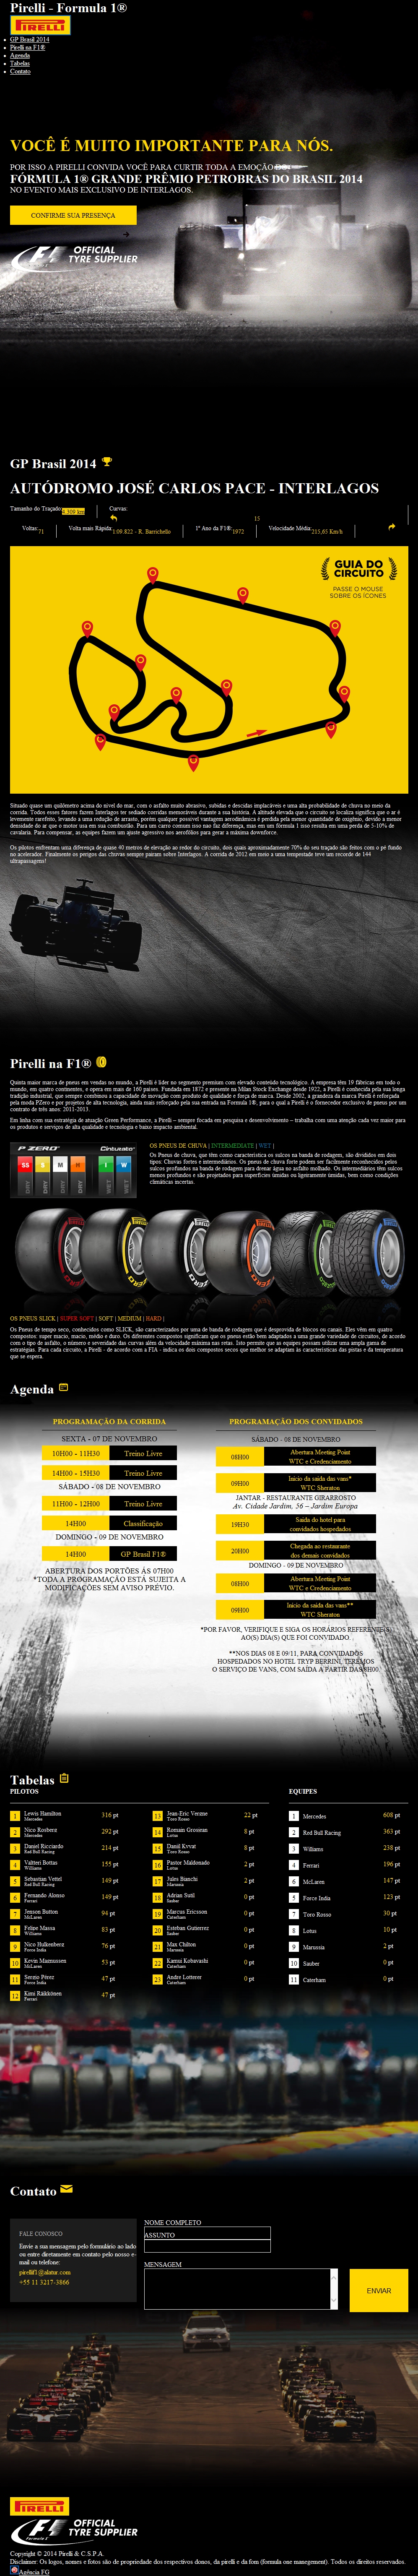 Pirelli - Formula 1®
PIRELLI
GP Brasil 2014
Pirelli na F1®
Agenda
Tabelas
Contato
VOCÊ É MUITO IMPORTANTE PARA NÓS.
POR ISSO A PIRELLI CONVIDA VOCÊ PARA CURTIR TODA A EMOÇÃO DO
FÓRMULA 1® GRANDE PRÊMIO PETROBRAS DO BRASIL 2014
NO EVENTO MAIS EXCLUSIVO DE INTERLAGOS.
CONFIRME SUA PRESENÇA
OFFICIAL
TYRE SUPPLIER
GP Brasil 2014
AUTÓDROMO JOSÉ CARLOS PACE - INTERLAGOS
Tamanho do Traçado: 4.309 km
Curvas:
15
Voltas: 71
Volta mais Rápida: 1:09.822 - R. Barrichello
1º Ano da F1®: 1972
Velocidade Média: 215,65 Km/h
GUIA DO
CIRCUITO
PASSE O MOUSE
SOBRE OS ÍCONES
Situado quase um quilômetro acima do nível do mar, com o asfalto muito abrasivo, subidas e descidas implacáveis e uma alta probabilidade de chuva no meio da
corrida. Todos esses fatores fazem Interlagos ter sediado corridas memoráveis durante a sua história. A altitude elevada que o circuito se localiza significa que o ar é
levemente rarefeito, levando a uma redução de arrasto, porém qualquer possível vantagem aerodinâmica é perdida pela menor quantidade de oxigênio, devido a menor
densidade do ar que o motor usa em sua combustão. Para um carro comum isso não faz diferença, mas em um fórmula 1 isso resulta em uma perda de 5-10% de
cavalaria. Para compensar, as equipes fazem um ajuste agressivo nos aerofólios para gerar a máxima downforce.
Os pilotos enfrentam uma diferença de quase 40 metros de elevação ao redor do circuito, dois quais aproximadamente 70% do seu traçado são feitos com o pé fundo
no acelerador. Finalmente os perigos das chuvas sempre pairam sobre Interlagos. A corrida de 2012 em meio a uma tempestade teve um recorde de 144
ultrapassagens!
Pirelli na F1®
Quinta maior marca de pneus em vendas no mundo, a Pirelli é líder no segmento premium com elevado conteúdo tecnológico. A empresa têm 19 fábricas em todo o
mundo, em quatro continentes, e opera em mais de 160 países. Fundada em 1872 e presente na Milan Stock Exchange desde 1922, a Pirelli é conhecida pela sua longa
tradição industrial, que sempre combinou a capacidade de inovação com produto de qualidade e força de marca. Desde 2002, a grandeza da marca Pirelli é reforçada
pela moda PZero e por projetos de alta tecnologia, ainda mais reforçado pela sua entrada na Formula 1®, para o qual a Pirelli é o fornecedor exclusivo de pneus por um
contrato de três anos: 2011-2013.
Em linha com sua estratégia de atuação Green Performance, a Pirelli – sempre focada em pesquisa e desenvolvimento – trabalha com uma atenção cada vez maior para
os produtos e serviços de alta qualidade e tecnologia e baixo impacto ambiental.
P ZERO
Cinturato
SS S M H I W
DRY DRY DRY DRY WET WET
OS PNEUS DE CHUVA | INTERMEDIATE | WET |
Os Pneus de chuva, que têm como característica os sulcos na banda de rodagem, são divididos em dois
tipos: Chuvas fortes e intermediários. Os pneus de chuva forte podem ser facilmente reconhecidos pelos
sulcos profundos na banda de rodagem para drenar água no asfalto molhado. Os intermediários têm sulcos
menos profundos e são projetados para superfícies úmidas ou ligeiramente úmidas, bem como condições
climáticas incertas.
OS PNEUS SLICK | SUPER SOFT | SOFT | MEDIUM | HARD |
Os Pneus de tempo seco, conhecidos como SLICK, são caracterizados por uma de banda de rodagem que é desprovida de blocos ou canais. Eles vêm em quatro
compostos: super macio, macio, médio e duro. Os diferentes compostos significam que os pneus estão bem adaptados a uma grande variedade de circuitos, de acordo
com o tipo de asfalto, o número e severidade das curvas além da velocidade máxima nas retas. Isto permite que as equipes possam utilizar uma ampla gama de
estratégias. Para cada circuito, a Pirelli - de acordo com a FIA - indica os dois compostos secos que melhor se adaptam às características das pistas e da temperatura
que se espera.
Agenda
PROGRAMAÇÃO DA CORRIDA
SEXTA - 07 DE NOVEMBRO
10H00 - 11H30 Treino Livre
14H00 - 15H30 Treino Livre
SÁBADO - 08 DE NOVEMBRO
11H00 - 12H00 Treino Livre
14H00 Classificação
DOMINGO - 09 DE NOVEMBRO
14H00 GP Brasil F1®
ABERTURA DOS PORTÕES ÁS 07H00
*TODA A PROGRAMAÇÃO ESTÁ SUJEITA A
MODIFICAÇÕES SEM AVISO PRÉVIO.
PROGRAMAÇÃO DOS CONVIDADOS
SÁBADO - 08 DE NOVEMBRO
08H00 Abertura Meeting Point
WTC e Credenciamento
09H00 Início da saída das vans*
WTC Sheraton
JANTAR - RESTAURANTE GIRARROSTO
Av. Cidade Jardim, 56 – Jardim Europa
19H30 Saída do hotel para
convidados hospedados
20H00 Chegada ao restaurante
dos demais convidados
DOMINGO - 09 DE NOVEMBRO
08H00 Abertura Meeting Point
WTC e Credenciamento
09H00 Início da saída das vans**
WTC Sheraton
*POR FAVOR, VERIFIQUE E SIGA OS HORÁRIOS REFERENTES
AO(S) DIA(S) QUE FOI CONVIDADO.
**NOS DIAS 08 E 09/11, PARA CONVIDADOS
HOSPEDADOS NO HOTEL TRYP BERRINI, TEREMOS
O SERVIÇO DE VANS, COM SAÍDA A PARTIR DAS 8H00.
Tabelas
PILOTOS
1 Lewis Hamilton 316 pt
Mercedes
2 Nico Rosberg 292 pt
Mercedes
3 Daniel Ricciardo 214 pt
Red Bull Racing
4 Valtteri Bottas 155 pt
Williams
5 Sebastian Vettel 149 pt
Red Bull Racing
6 Fernando Alonso 149 pt
Ferrari
7 Jenson Button 94 pt
McLaren
8 Felipe Massa 83 pt
Williams
9 Nico Hulkenberg 76 pt
Force India
10 Kevin Magnussen 53 pt
McLaren
11 Sergio Pérez 47 pt
Force India
12 Kimi Räikkönen 47 pt
Ferrari
13 Jean-Eric Vergne 22 pt
Toro Rosso
14 Romain Grosjean 8 pt
Lotus
15 Daniil Kvyat 8 pt
Toro Rosso
16 Pastor Maldonado 2 pt
Lotus
17 Jules Bianchi 2 pt
Marussia
18 Adrian Sutil 0 pt
Sauber
19 Marcus Ericsson 0 pt
Caterham
20 Esteban Gutierrez 0 pt
Sauber
21 Max Chilton 0 pt
Marussia
22 Kamui Kobayashi 0 pt
Caterham
23 Andre Lotterer 0 pt
Caterham
EQUIPES
1 Mercedes 608 pt
2 Red Bull Racing 363 pt
3 Williams 238 pt
4 Ferrari 196 pt
5 McLaren 147 pt
6 Force India 123 pt
7 Toro Rosso 30 pt
8 Lotus 10 pt
9 Marussia 2 pt
10 Sauber 0 pt
11 Caterham 0 pt
Contato
FALE CONOSCO
Envie a sua mensagem pelo formulário ao lado
ou entre diretamente em contato pelo nosso e-
mail ou telefone:
pirellif1@alatur.com
+55 11 3217-3866
NOME COMPLETO
ASSUNTO
MENSAGEM
ENVIAR
PIRELLI
Formula 1
OFFICIAL
TYRE SUPPLIER
Copyright © 2014 Pirelli & C.S.P.A.
Disclaimer: Os logos, nomes e fotos são de propriedade dos respectivos donos, da pirelli e da fom (formula one management). Todos os direitos reservados.
Agência FG